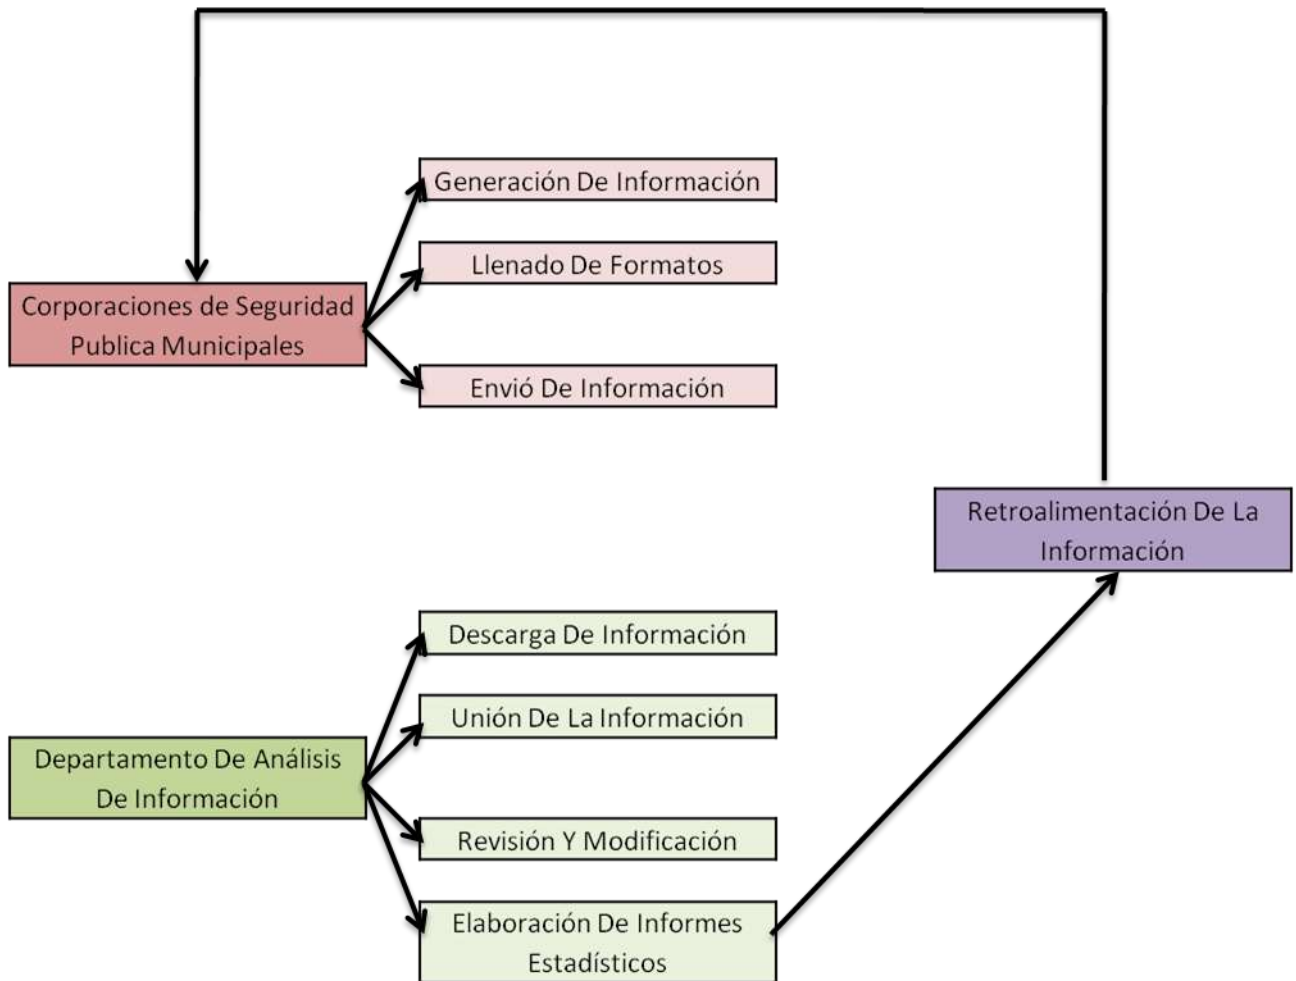 Generación De Información
Llenado De Formatos
Corporaciones de Seguridad
Publica Municipales
Envió De Información
Retroalimentación De La
Información
Descarga De Información
Unión De La Información
Departamento De Análisis
De Información
Revisión Y Modificación
Elaboración De Informes
Estadísticos